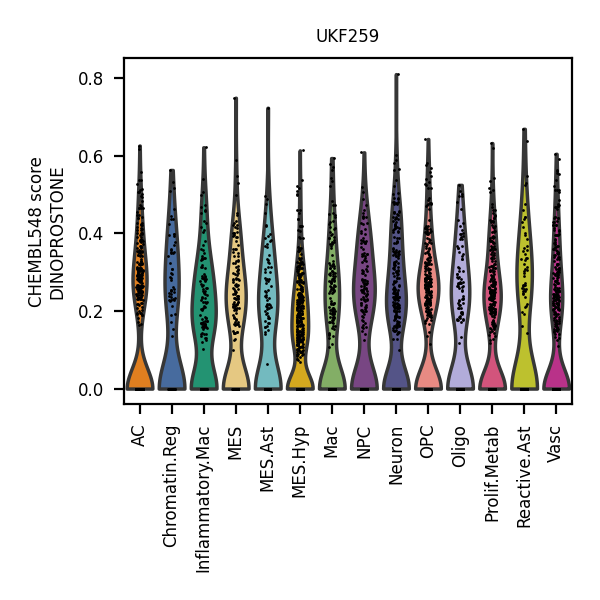 UKF259
CHEMBL548 score
DINOPROSTONE
0.8
0.6
0.4
0.2
0.0
AC
Chromatin.Reg
Inflammatory.Mac
MES
MES.Ast
MES.Hyp
Mac
NPC
Neuron
OPC
Oligo
Prolif.Metab
Reactive.Ast
Vasc